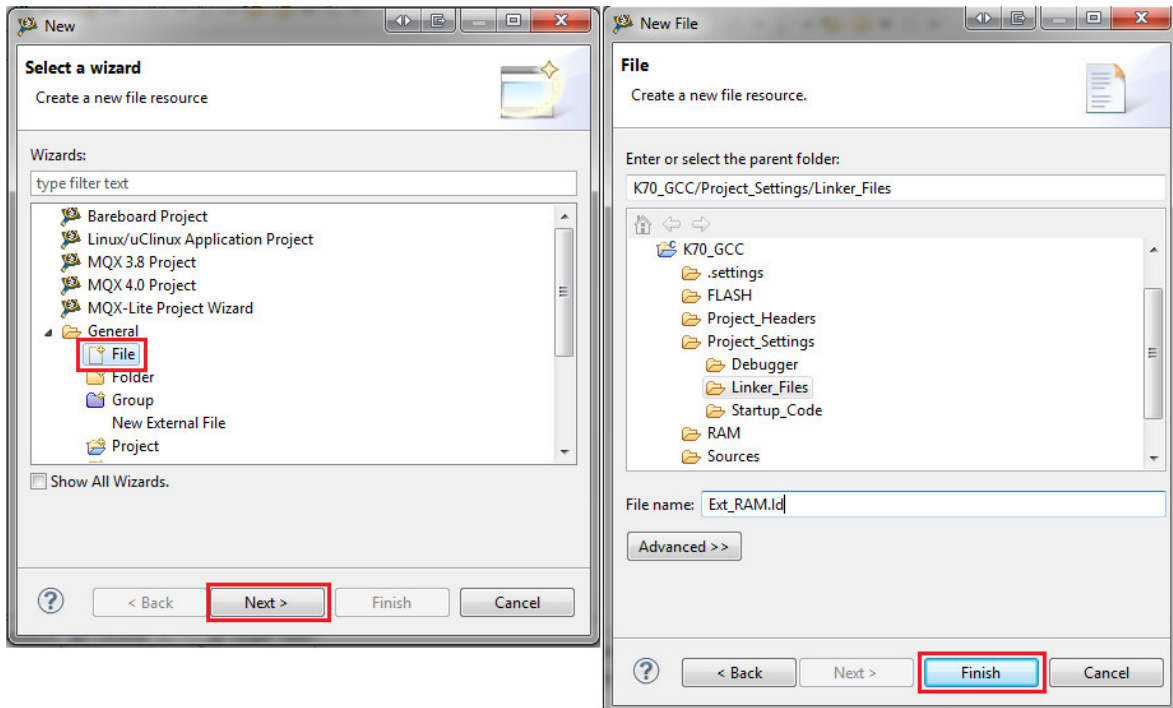 New
Select a wizard
Create a new file resource
Wizards:
type filter text
Bareboard Project
Linux/uClinux Application Project
MQX 3.8 Project
MQX 4.0 Project
MQX-Lite Project Wizard
General
File
Folder
Group
New External File
Project
Show All Wizards.
< Back
Next >
Finish
Cancel
New File
File
Create a new file resource.
Enter or select the parent folder:
K70_GCC/Project_Settings/Linker_Files
K70_GCC
.settings
FLASH
Project_Headers
Project_Settings
Debugger
Linker_Files
Startup_Code
RAM
Sources
File name: Ext_RAM.ld
Advanced >>
< Back
Next >
Finish
Cancel